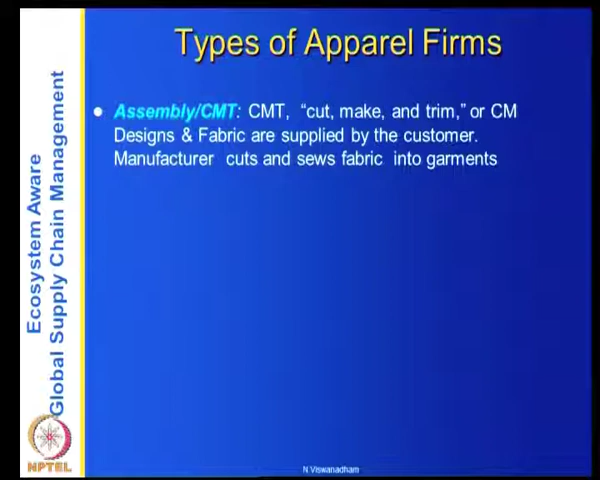 Types of Apparel Firms
Assembly/CMT: CMT, “cut, make, and trim,” or CM
Designs & Fabric are supplied by the customer.
Manufacturer cuts and sews fabric into garments
Ecosystem Aware
Global Supply Chain Management
NPTEL
N.Viswanadham